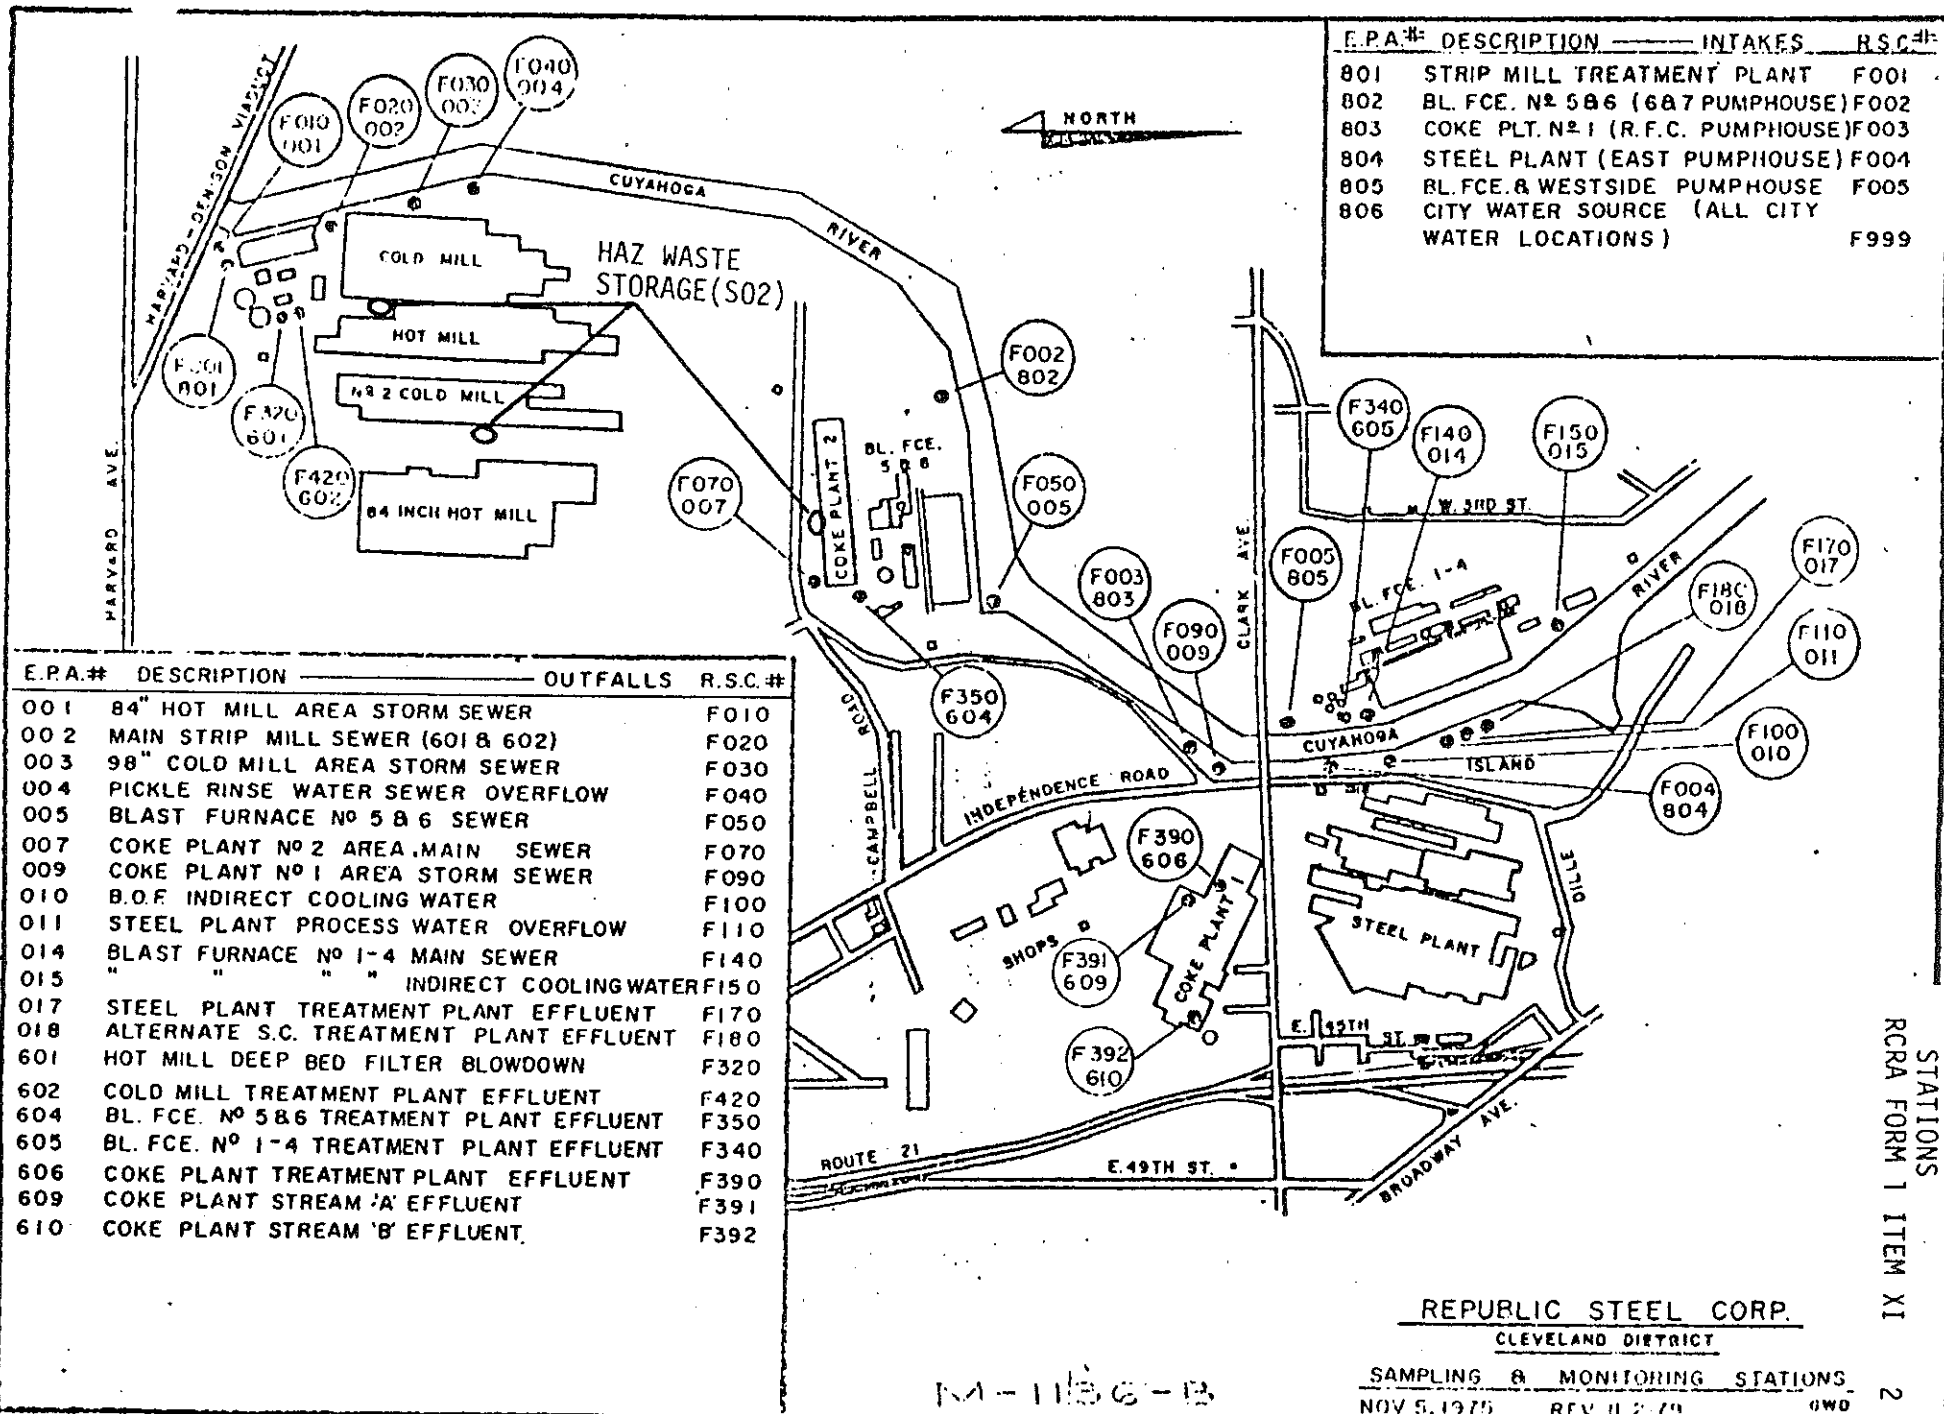 E.P.A.# DESCRIPTION INTAKES R.S.C.#
801 STRIP MILL TREATMENT PLANT F001
802 BL. FCE. Nº 5&6 (6&7 PUMPHOUSE) F002
803 COKE PLT. Nº 1 (R.F.C. PUMPHOUSE) F003
804 STEEL PLANT (EAST PUMPHOUSE) F004
805 BL. FCE. & WESTSIDE PUMPHOUSE F005
806 CITY WATER SOURCE (ALL CITY
WATER LOCATIONS) F999
NORTH
HARVARD-DENISON VIADUCT
HARVARD AVE.
F010
001
F020
002
F030
F040
004
801
F320
601
F420
602
COLD MILL
HOT MILL
Nº 2 COLD MILL
84 INCH HOT MILL
HAZ WASTE
STORAGE(S02)
CUYAHOGA
RIVER
F002
802
F070
007
COKE PLANT 2
BL. FCE.
5 & 6
F050
005
F350
604
F003
803
F090
009
CLARK AVE.
F005
805
F340
605
F140
014
F150
015
W. 3RD ST.
BL. FCE. 1-4
RIVER
F170
017
018
F110
011
F100
010
F004
804
CUYAHOGA
ISLAND
CAMPBELL
ROAD
INDEPENDENCE ROAD
SHOPS
F390
606
F391
609
F392
610
COKE PLANT 1
STEEL PLANT
DILLE
E. 45TH ST.
ROUTE 21
E. 49TH ST.
BROADWAY AVE.
E.P.A.# DESCRIPTION OUTFALLS R.S.C.#
001 84" HOT MILL AREA STORM SEWER F010
002 MAIN STRIP MILL SEWER (601 & 602) F020
003 98" COLD MILL AREA STORM SEWER F030
004 PICKLE RINSE WATER SEWER OVERFLOW F040
005 BLAST FURNACE Nº 5 & 6 SEWER F050
007 COKE PLANT Nº 2 AREA MAIN SEWER F070
009 COKE PLANT Nº 1 AREA STORM SEWER F090
010 B.O.F. INDIRECT COOLING WATER F100
011 STEEL PLANT PROCESS WATER OVERFLOW F110
014 BLAST FURNACE Nº 1-4 MAIN SEWER F140
015 " " " " INDIRECT COOLING WATER F150
017 STEEL PLANT TREATMENT PLANT EFFLUENT F170
018 ALTERNATE S.C. TREATMENT PLANT EFFLUENT F180
601 HOT MILL DEEP BED FILTER BLOWDOWN F320
602 COLD MILL TREATMENT PLANT EFFLUENT F420
604 BL. FCE. Nº 5&6 TREATMENT PLANT EFFLUENT F350
605 BL. FCE. Nº 1-4 TREATMENT PLANT EFFLUENT F340
606 COKE PLANT TREATMENT PLANT EFFLUENT F390
609 COKE PLANT STREAM 'A' EFFLUENT F391
610 COKE PLANT STREAM 'B' EFFLUENT. F392
STATIONS
RCRA FORM 1 ITEM XI 2
REPUBLIC STEEL CORP.
CLEVELAND DISTRICT
SAMPLING & MONITORING STATIONS
NOV 5, 1975 REV 11 2 79 GWD